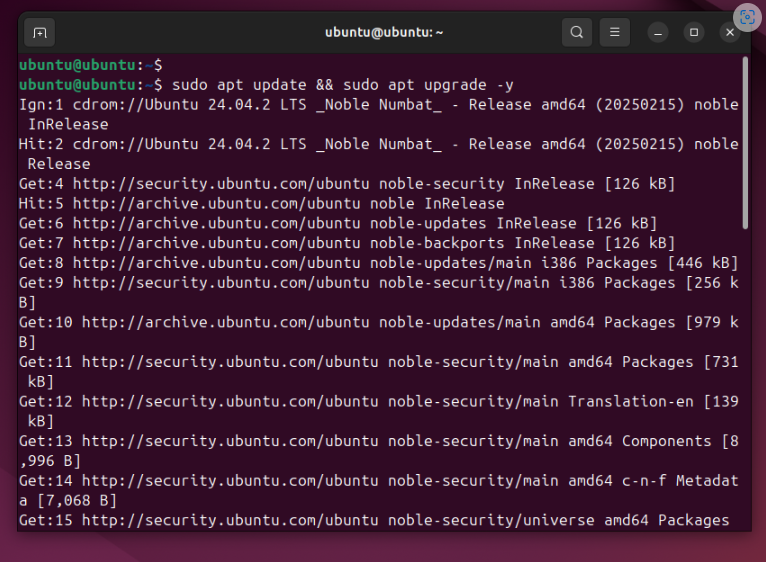 ubuntu@ubuntu: ~
ubuntu@ubuntu:~$
ubuntu@ubuntu:~$ sudo apt update && sudo apt upgrade -y
Ign:1 cdrom://Ubuntu 24.04.2 LTS _Noble Numbat_ - Release amd64 (20250215) noble
 InRelease
Hit:2 cdrom://Ubuntu 24.04.2 LTS _Noble Numbat_ - Release amd64 (20250215) noble
 Release
Get:4 http://security.ubuntu.com/ubuntu noble-security InRelease [126 kB]
Hit:5 http://archive.ubuntu.com/ubuntu noble InRelease
Get:6 http://archive.ubuntu.com/ubuntu noble-updates InRelease [126 kB]
Get:7 http://archive.ubuntu.com/ubuntu noble-backports InRelease [126 kB]
Get:8 http://archive.ubuntu.com/ubuntu noble-updates/main i386 Packages [446 kB]
Get:9 http://security.ubuntu.com/ubuntu noble-security/main i386 Packages [256 k
B]
Get:10 http://archive.ubuntu.com/ubuntu noble-updates/main amd64 Packages [979 k
B]
Get:11 http://security.ubuntu.com/ubuntu noble-security/main amd64 Packages [731
 kB]
Get:12 http://security.ubuntu.com/ubuntu noble-security/main Translation-en [139
 kB]
Get:13 http://security.ubuntu.com/ubuntu noble-security/main amd64 Components [8
,996 B]
Get:14 http://security.ubuntu.com/ubuntu noble-security/main amd64 c-n-f Metadat
a [7,068 B]
Get:15 http://security.ubuntu.com/ubuntu noble-security/universe amd64 Packages